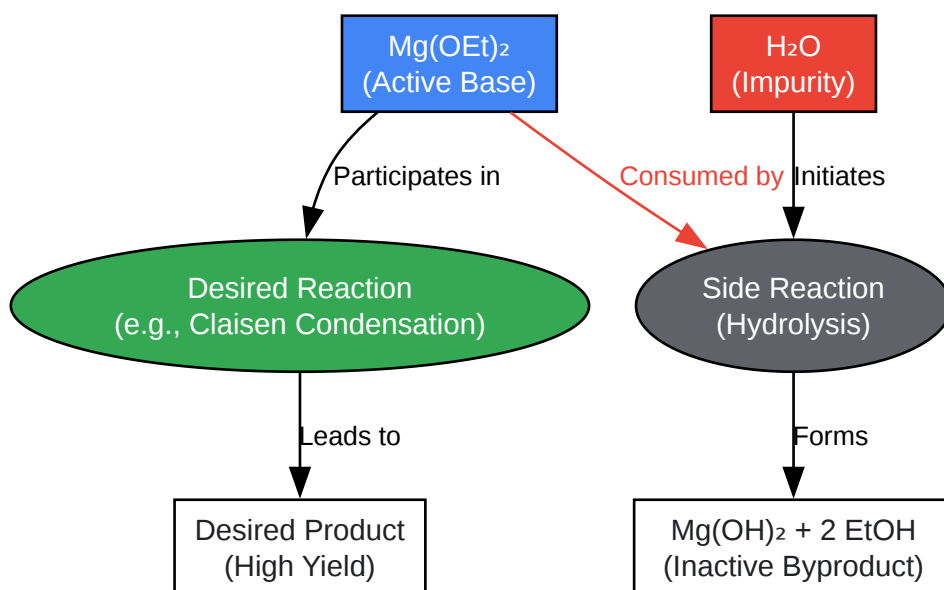 Mg(OEt)₂
(Active Base)
H₂O
(Impurity)
Participates in
Consumed by
Initiates
Desired Reaction
(e.g., Claisen Condensation)
Side Reaction
(Hydrolysis)
Leads to
Forms
Desired Product
(High Yield)
Mg(OH)₂ + 2 EtOH
(Inactive Byproduct)